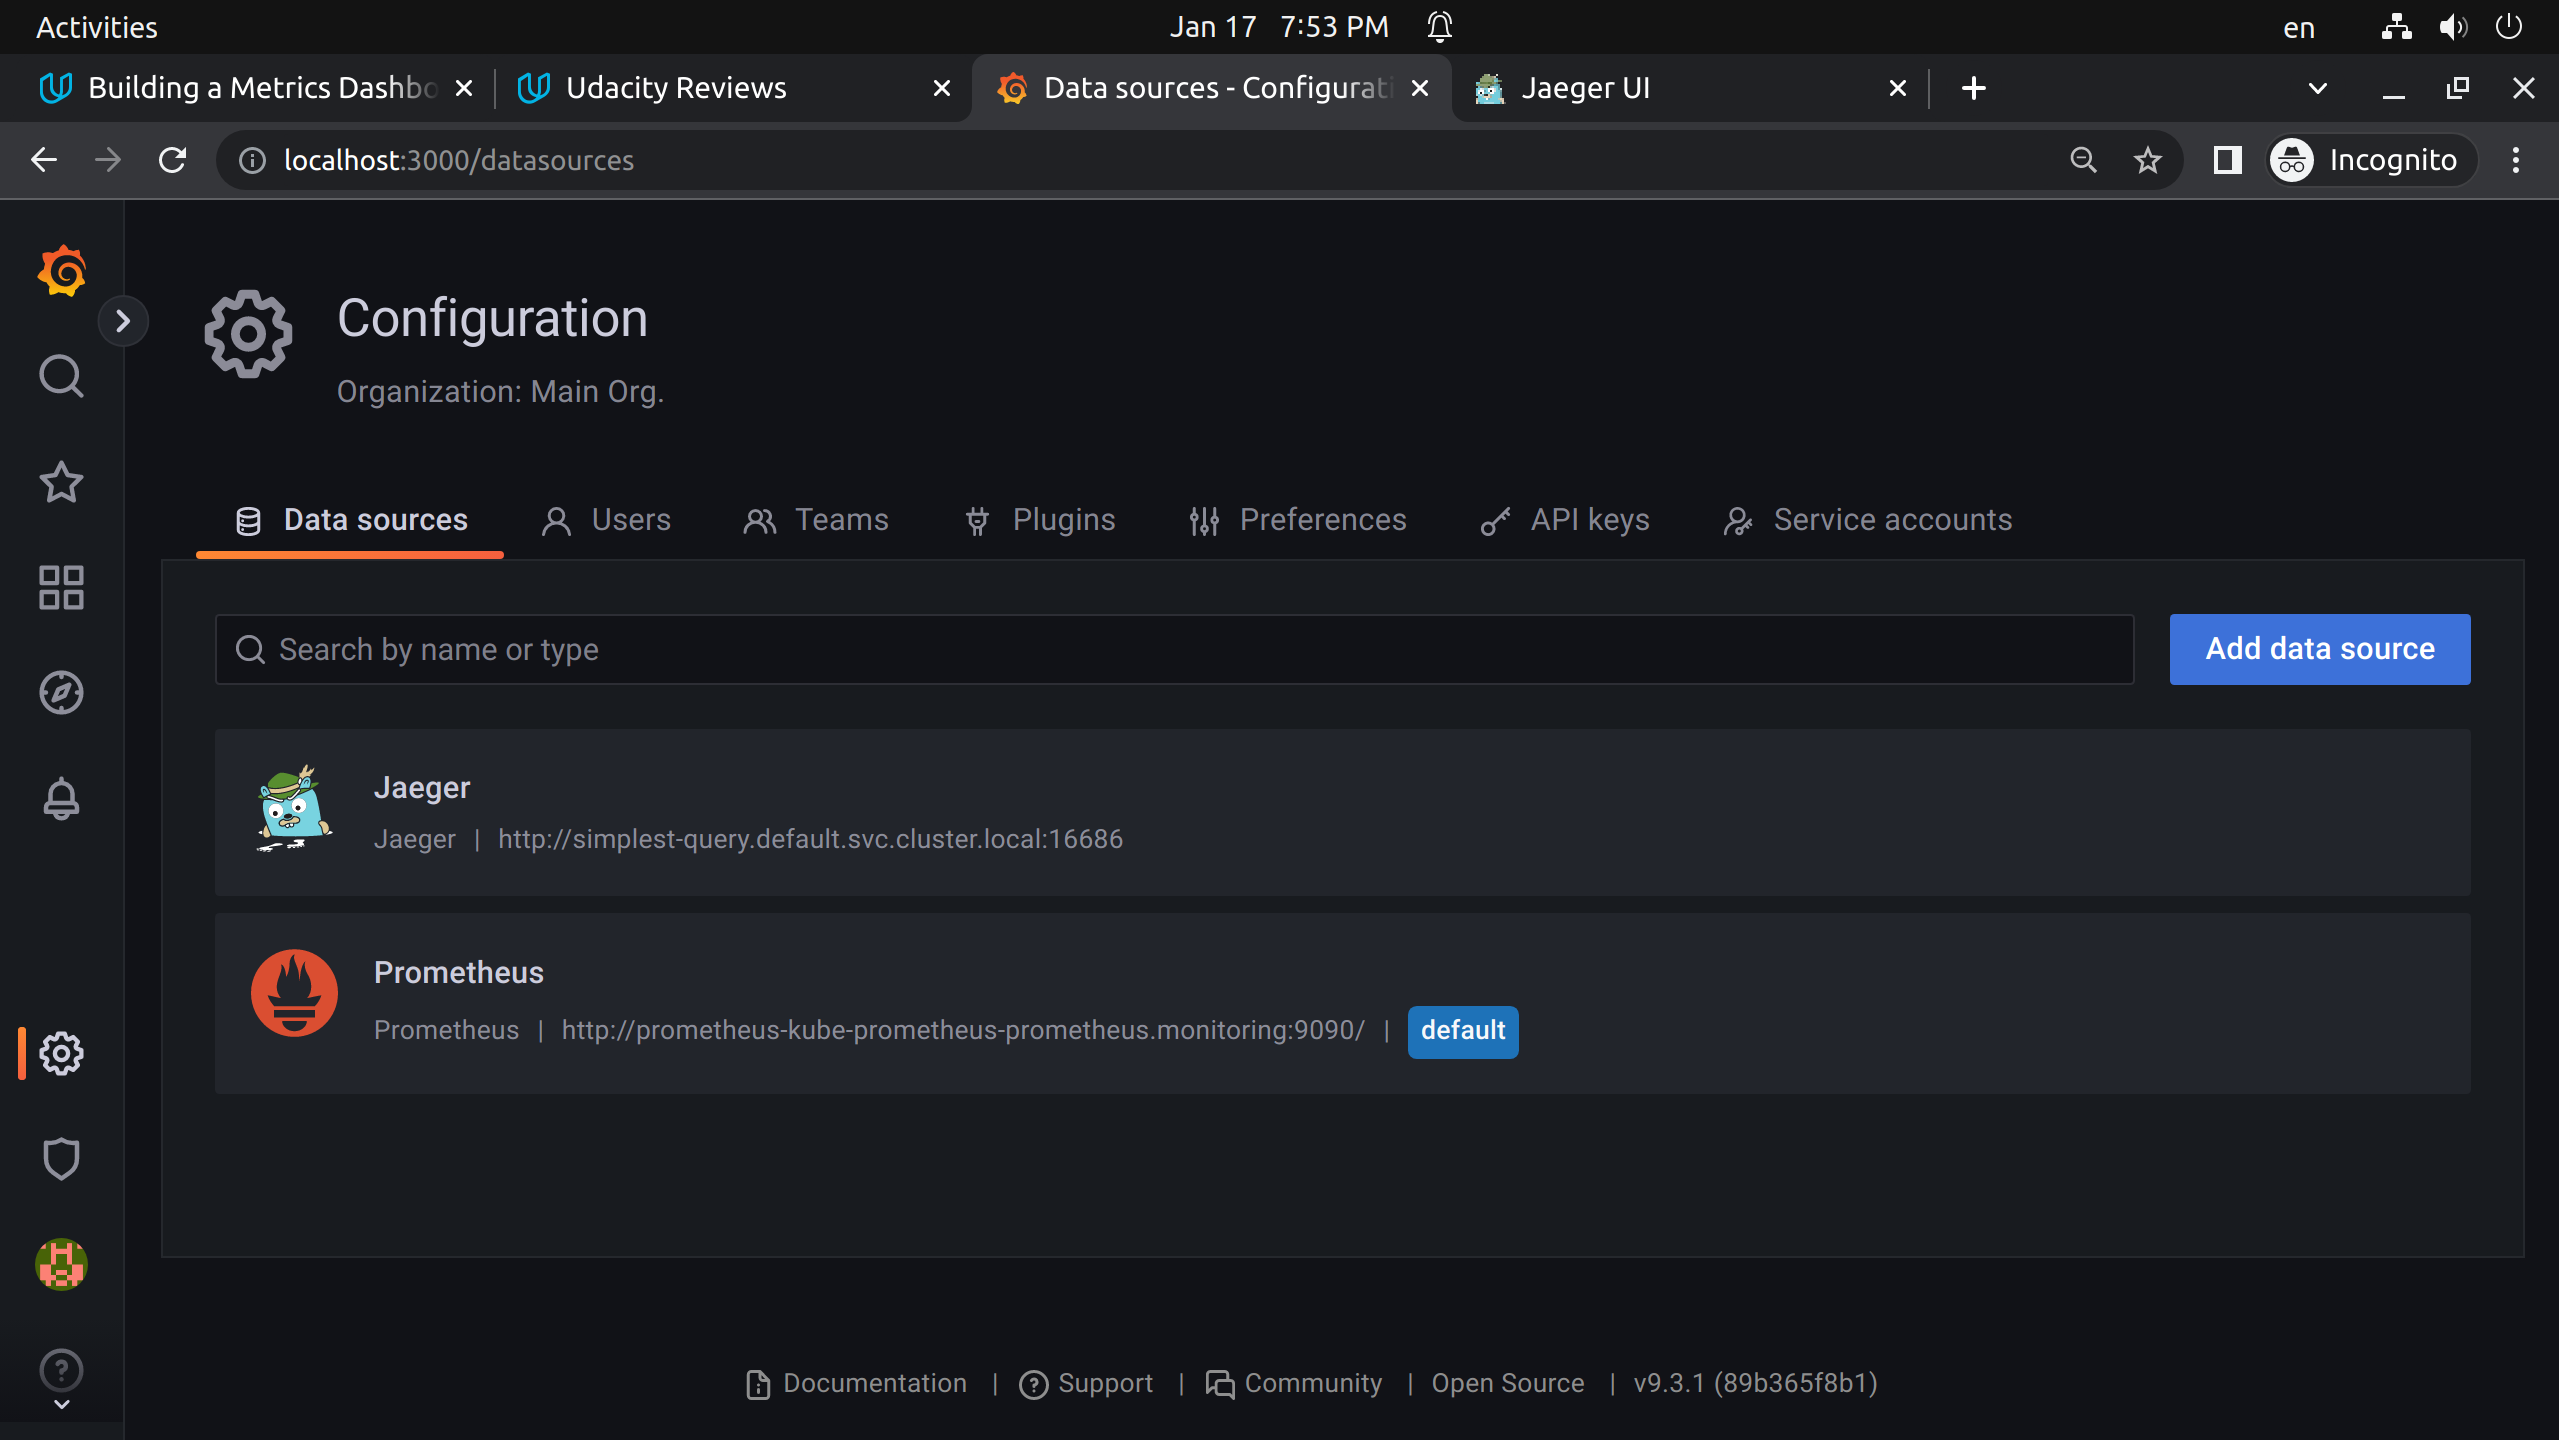 Activities
Jan 17 7:53 PM
en
Building a Metrics Dashbo
Udacity Reviews
Data sources - Configurati
Jaeger UI
localhost:3000/datasources
Incognito
Configuration
Organization: Main Org.
Data sources
Users
Teams
Plugins
Preferences
API keys
Service accounts
Search by name or type
Add data source
Jaeger
Jaeger | http://simplest-query.default.svc.cluster.local:16686
Prometheus
Prometheus | http://prometheus-kube-prometheus-prometheus.monitoring:9090/ | default
Documentation | Support | Community | Open Source | v9.3.1 (89b365f8b1)